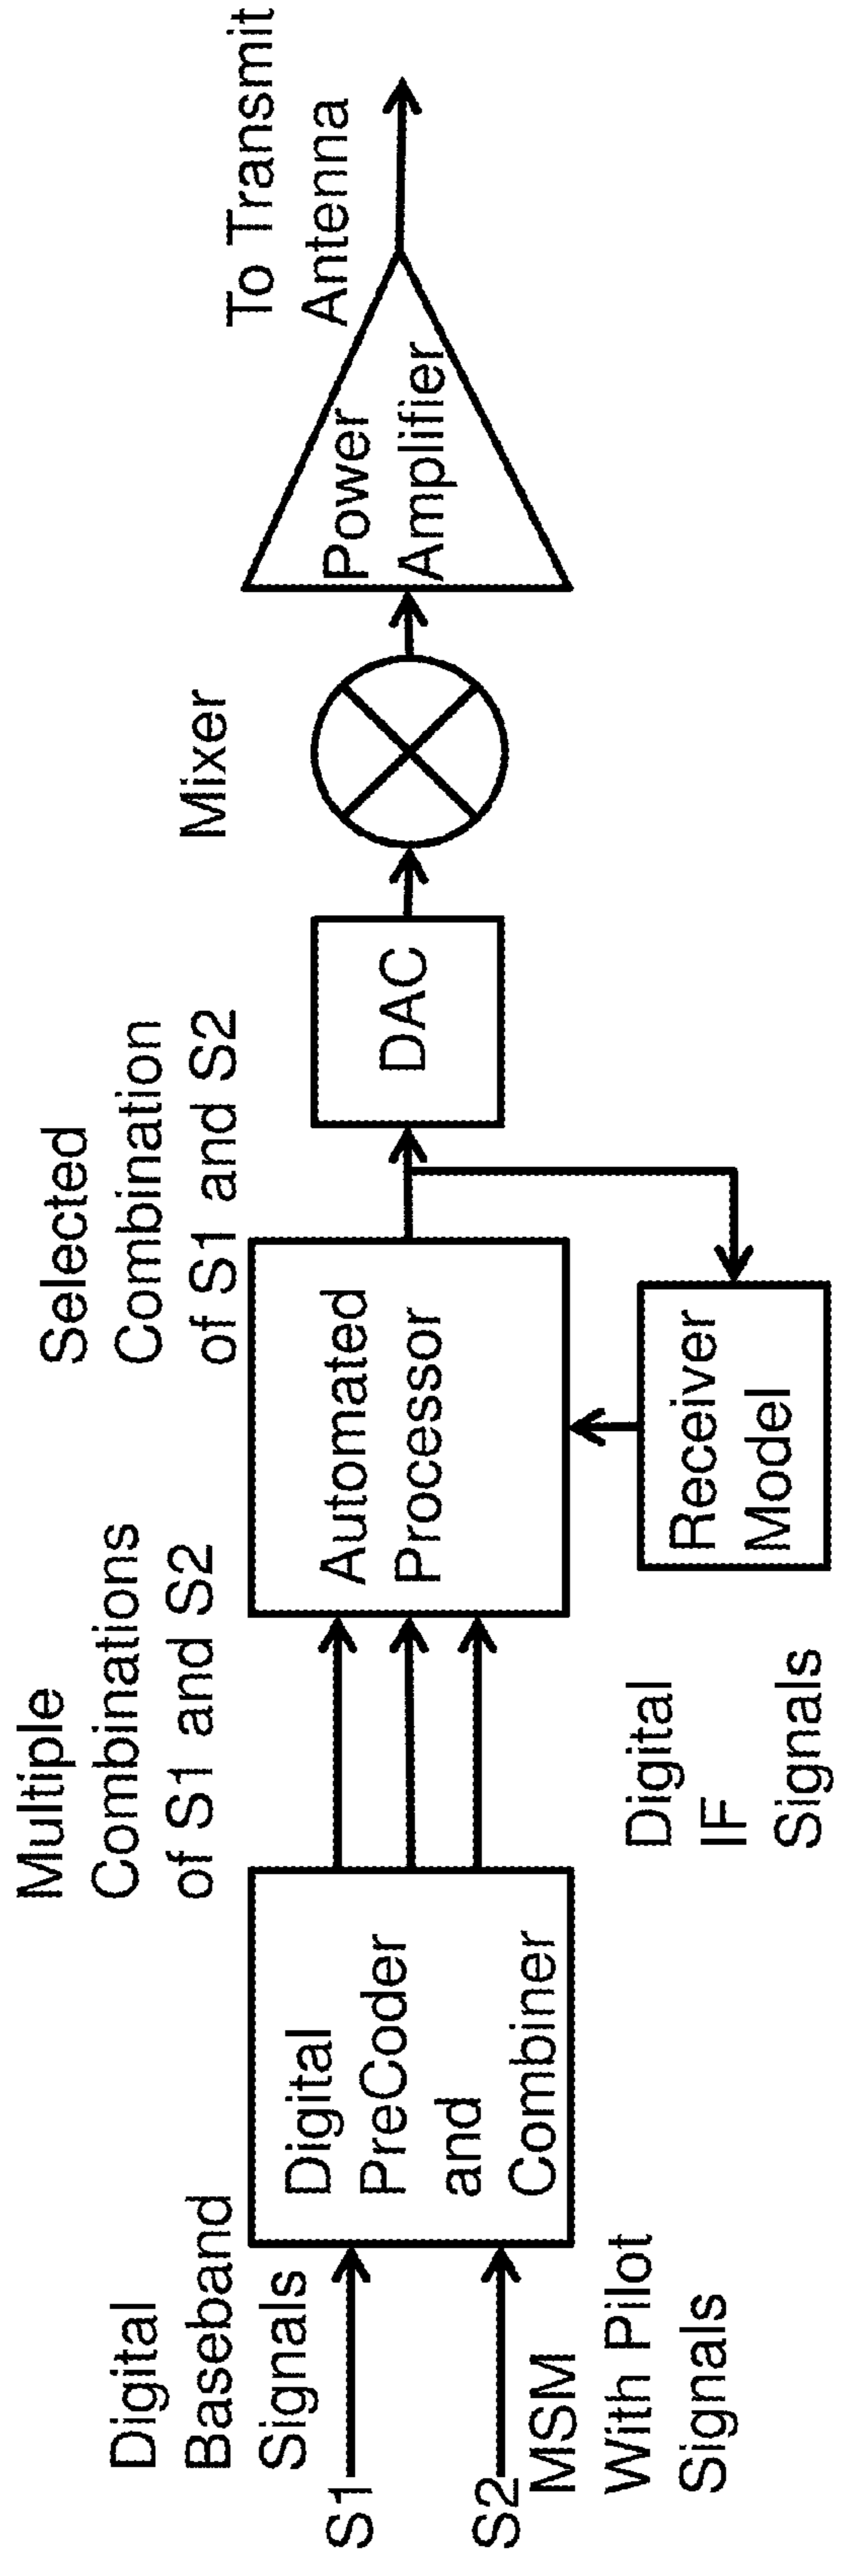 Digital
Baseband
Signals
S1
S2
MSM
With Pilot
Signals
Digital
PreCoder
and
Combiner
Multiple
Combinations
of S1 and S2
Digital
IF
Signals
Automated
Processor
Receiver
Model
Selected
Combination
of S1 and S2
DAC
Mixer
Power
Amplifier
To Transmit
Antenna